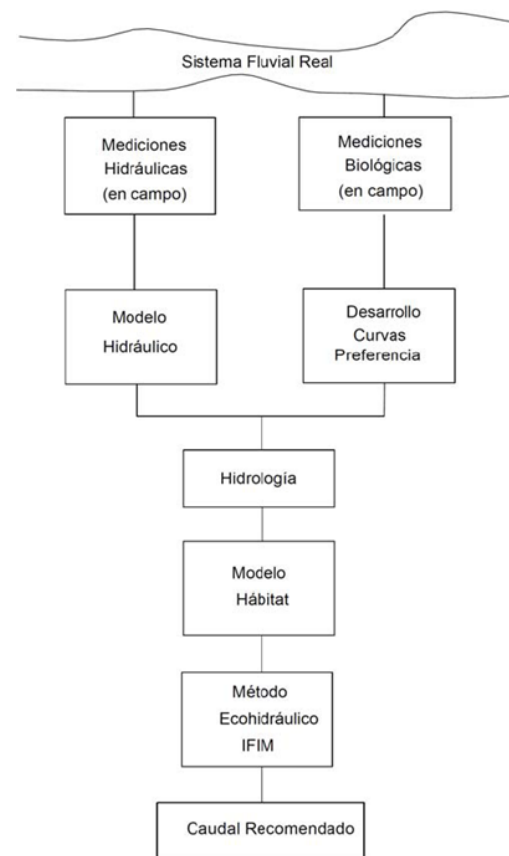 Sistema Fluvial Real
Mediciones
Hidráulicas
(en campo)
Mediciones
Biológicas
(en campo)
Modelo
Hidráulico
Desarrollo
Curvas
Preferencia
Hidrología
Modelo
Hábitat
Método
Ecohidráulico
IFIM
Caudal Recomendado